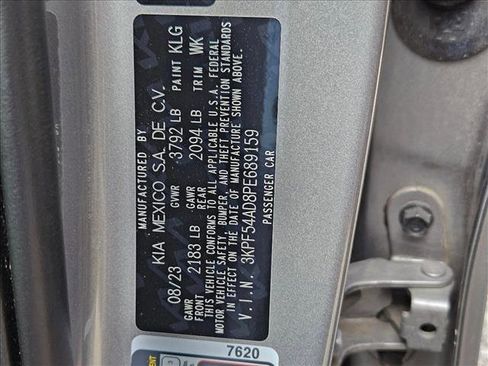 MANUFACTURED BY
KIA MEXICO S.A. DE C.V.
08/23 GVWR 3792 LB PAINT KLG
GAWR FRONT 2183 LB GAWR REAR 2094 LB TRIM WK
THIS VEHICLE CONFORMS TO ALL APPLICABLE U.S.A. FEDERAL
MOTOR VEHICLE SAFETY, BUMPER, AND THEFT PREVENTION STANDARDS
IN EFFECT ON THE DATE OF MANUFACTURE SHOWN ABOVE.
V.I.N. 3KPF54AD8PE689159
PASSENGER CAR
7620